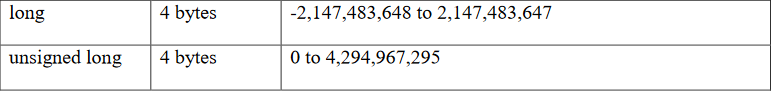 long 4 bytes -2,147,483,648 to 2,147,483,647
unsigned long 4 bytes 0 to 4,294,967,295